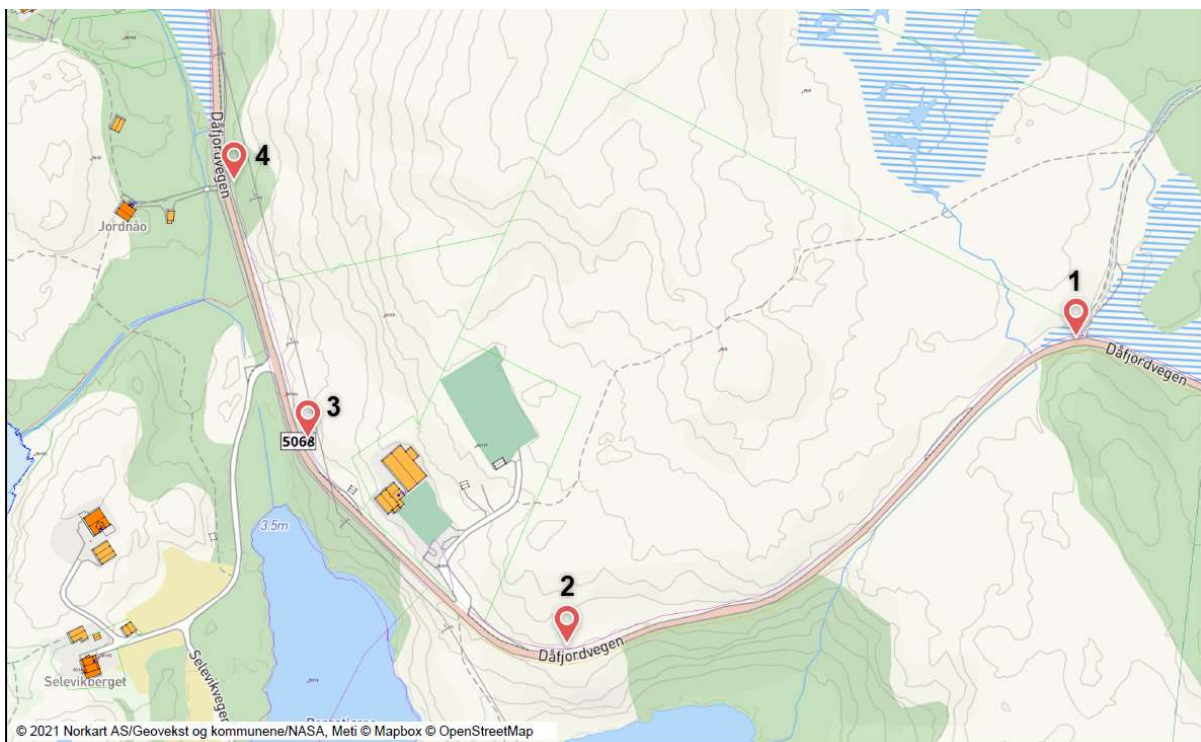 Dåfjordvegen
4
Jordnåo
1
Dåfjordvegen
3
5068
3.5m
2
Dåfjordvegen
Selevikvegen
Selevikberget
© 2021 Norkart AS/Geovekst og kommunene/NASA, Meti © Mapbox © OpenStreetMap